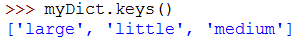 >>> myDict.keys()
['large', 'little', 'medium']